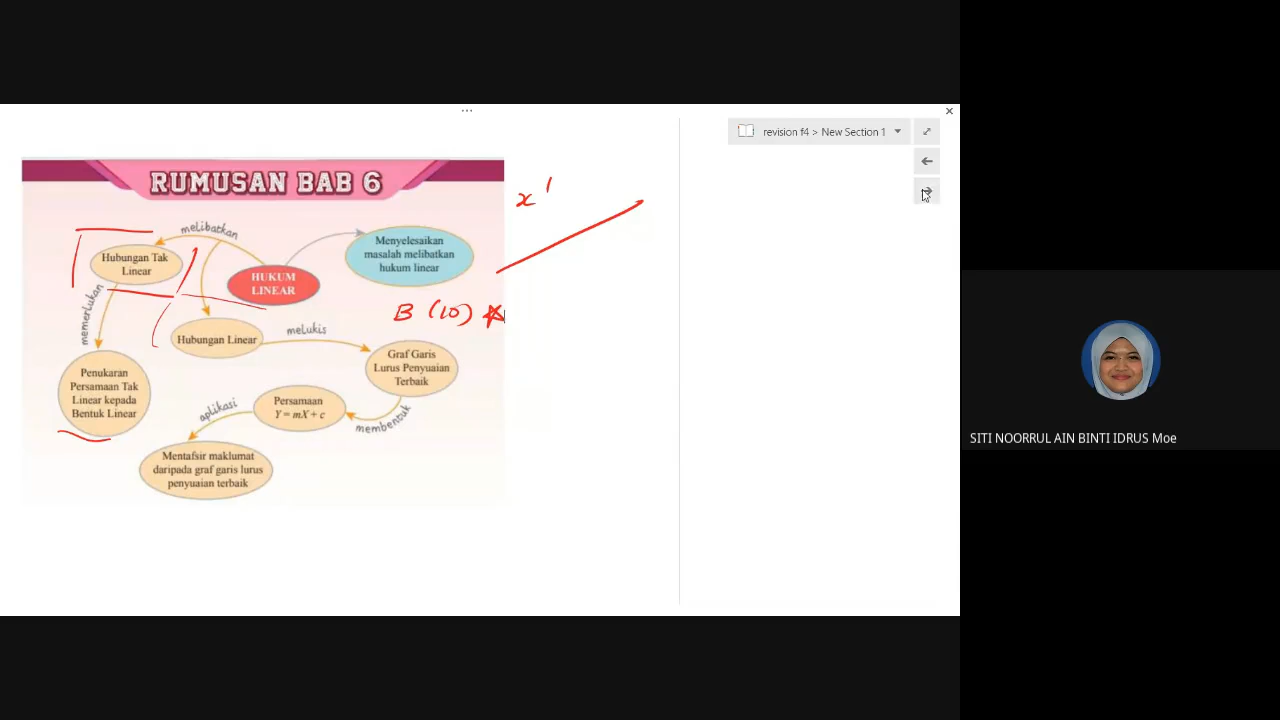 ...
revision f4 > New Section 1
RUMUSAN BAB 6
x'
melibatkan
Hubungan Tak
Linear
HUKUM
LINEAR
Menyelesaikan
masalah melibatkan
hukum linear
memerlukan
B (10)
Hubungan Linear
melukis
Graf Garis
Lurus Penyuaian
Terbaik
Penukaran
Persamaan Tak
Linear kepada
Bentuk Linear
membentuk
Persamaan
Y = mX + c
aplikasi
Mentafsir maklumat
daripada graf garis lurus
penyuaian terbaik
SITI NOORRUL AIN BINTI IDRUS Moe